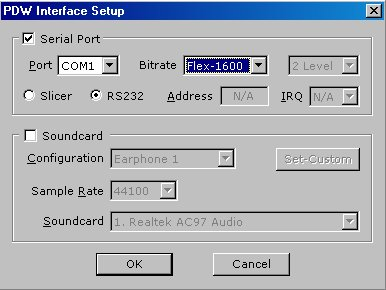 PDW Interface Setup
Serial Port
Port COM1 Bitrate Flex-1600 2 Level
Slicer RS232 Address N/A IRQ N/A
Soundcard
Configuration Earphone 1 Set-Custom
Sample Rate 44100
Soundcard 1. Realtek AC97 Audio
OK Cancel